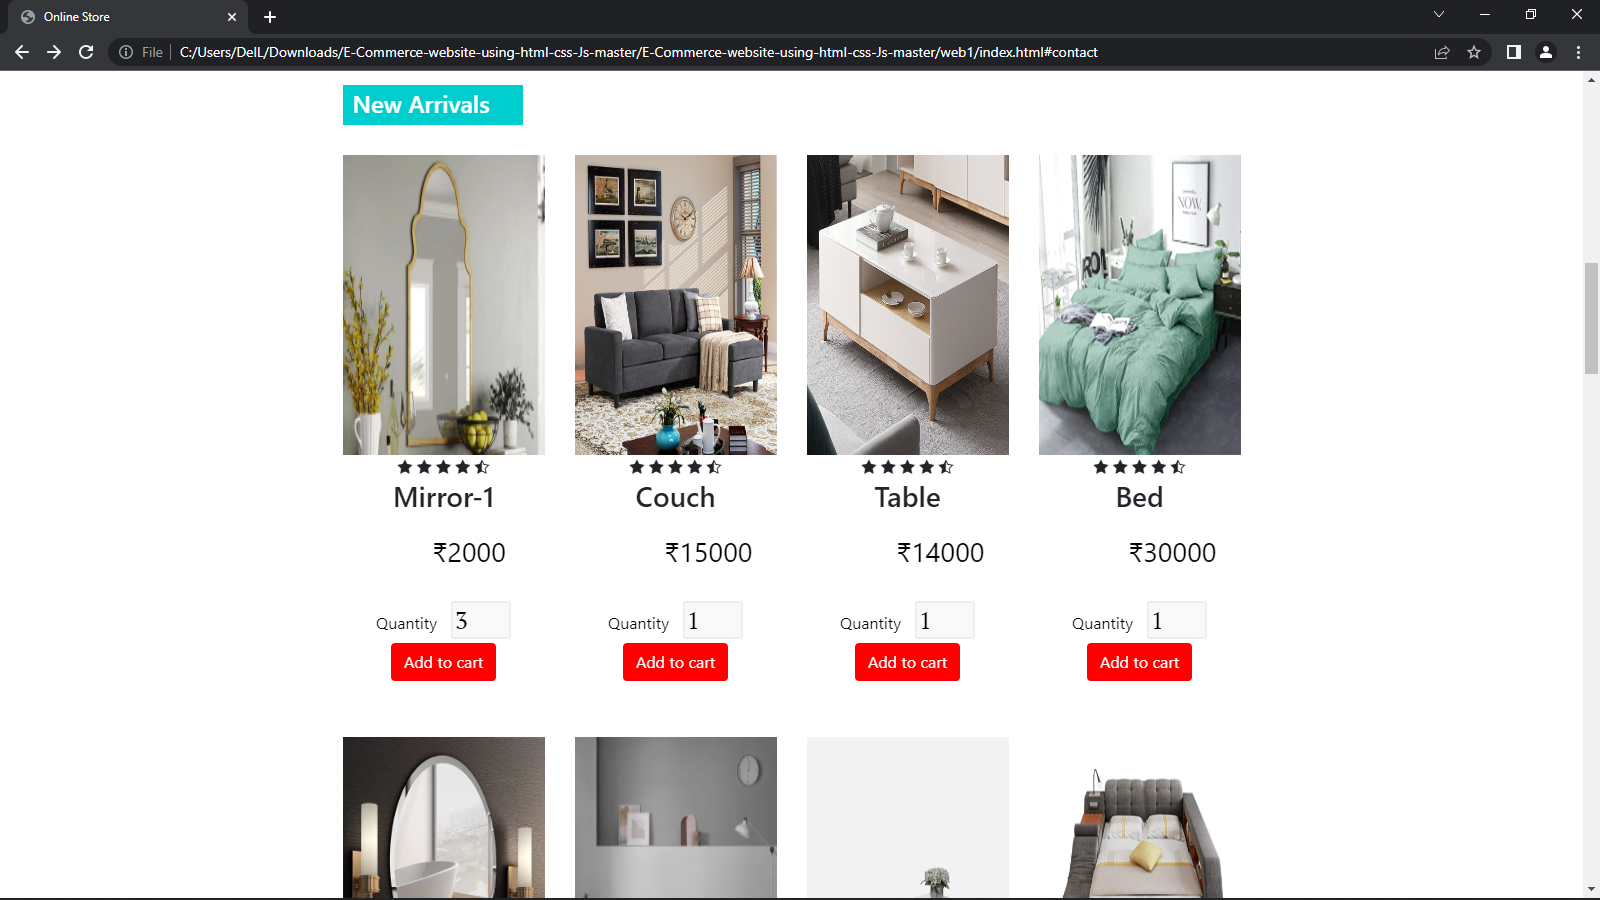 Online Store
File
C:/Users/DelL/Downloads/E-Commerce-website-using-html-css-Js-master/E-Commerce-website-using-html-css-Js-master/web1/index.html#contact
New Arrivals
NOW.
Mirror-1 Couch Table Bed
₹2000 ₹15000 ₹14000 ₹30000
Quantity 3 Quantity 1 Quantity 1 Quantity 1
Add to cart Add to cart Add to cart Add to cart